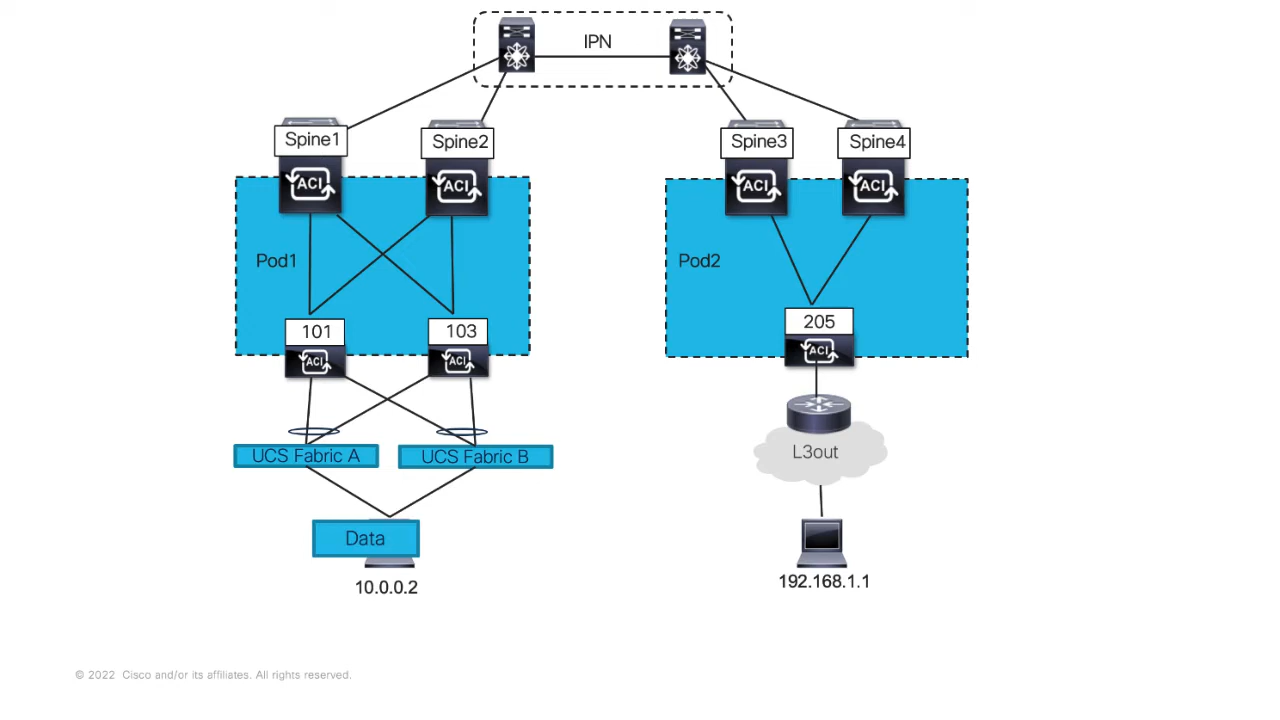 IPN
Spine1
Spine2
Spine3
Spine4
ACI
ACI
ACI
ACI
Pod1
Pod2
101
103
205
ACI
ACI
ACI
UCS Fabric A
UCS Fabric B
L3out
Data
10.0.0.2
192.168.1.1
© 2022 Cisco and/or its affiliates. All rights reserved.